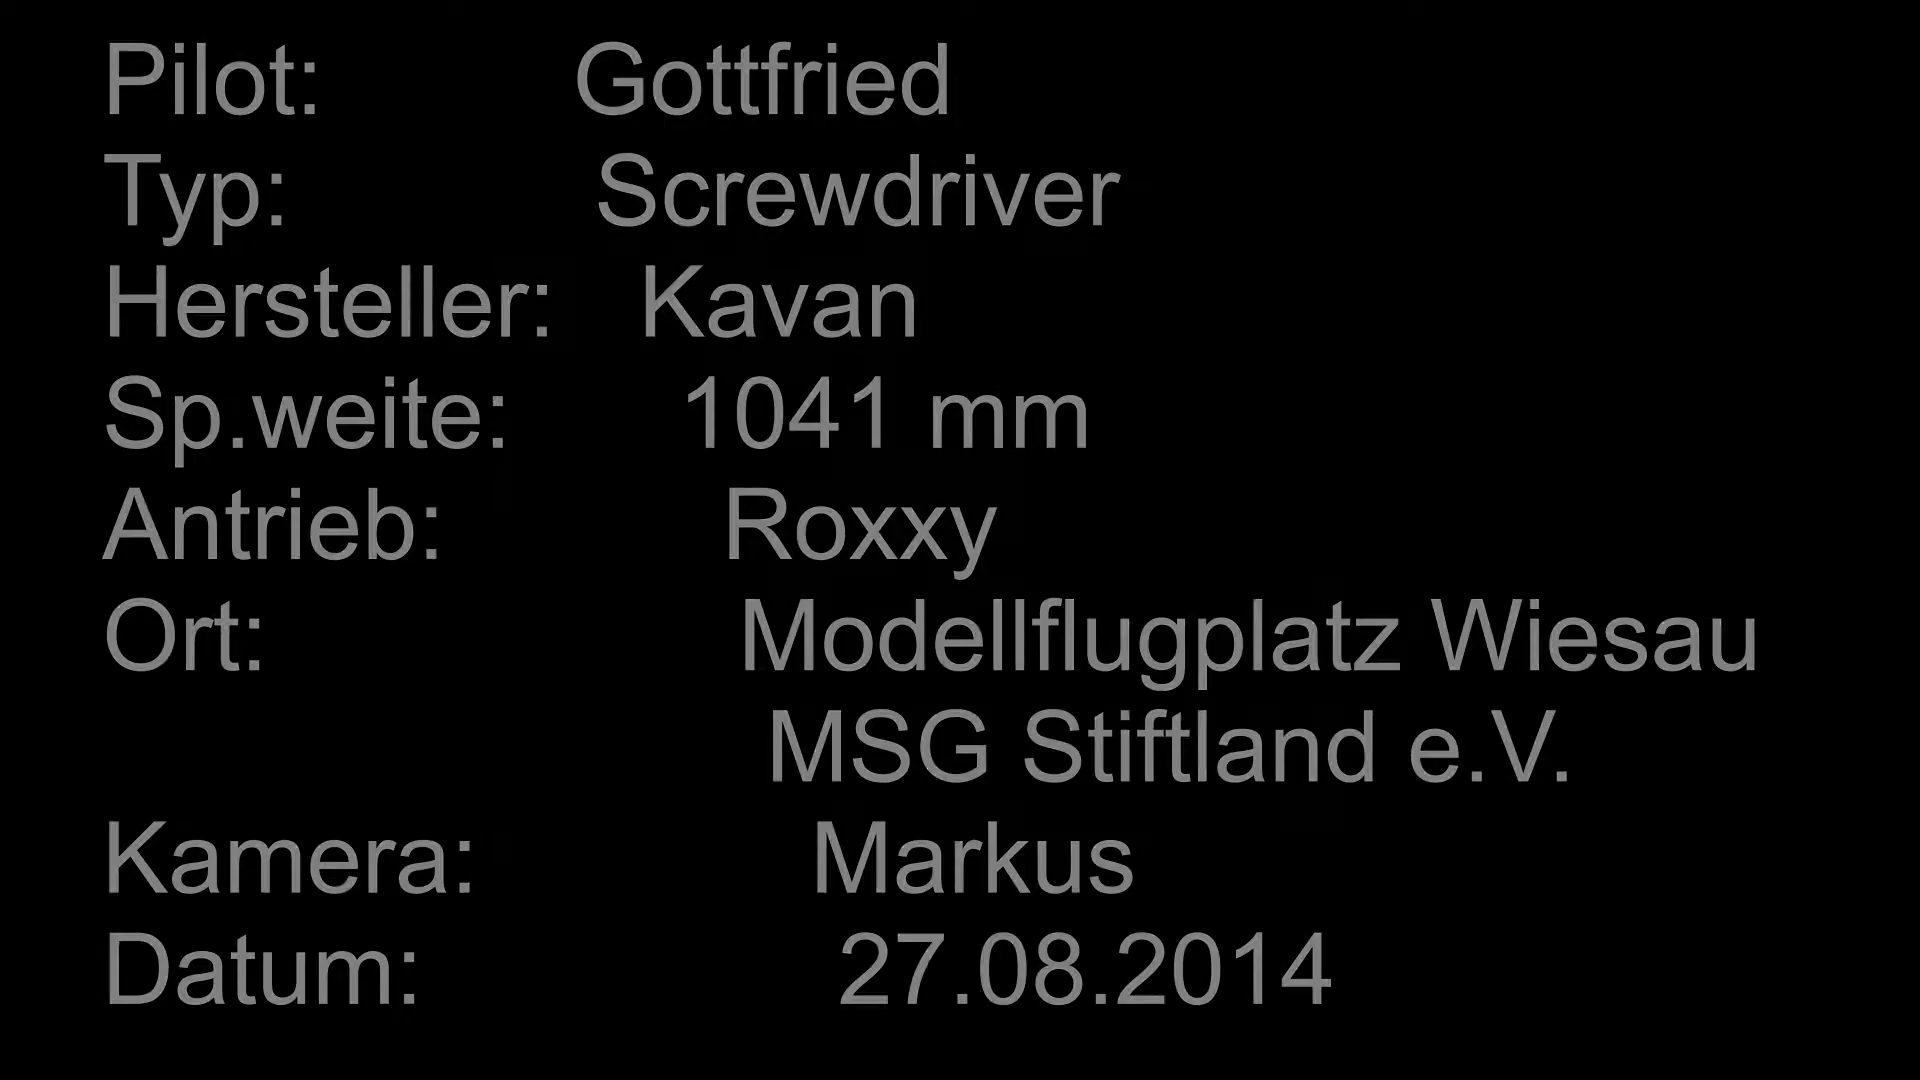 Pilot: Gottfried
Typ: Screwdriver
Hersteller: Kavan
Sp.weite: 1041 mm
Antrieb: Roxxy
Ort: Modellflugplatz Wiesau
MSG Stiftland e.V.
Kamera: Markus
Datum: 27.08.2014